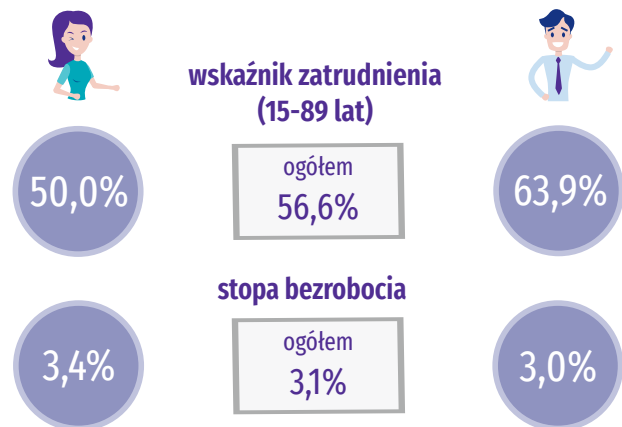 wskaźnik zatrudnienia
(15-89 lat)
50,0%
ogółem
56,6%
63,9%
stopa bezrobocia
3,4%
ogółem
3,1%
3,0%